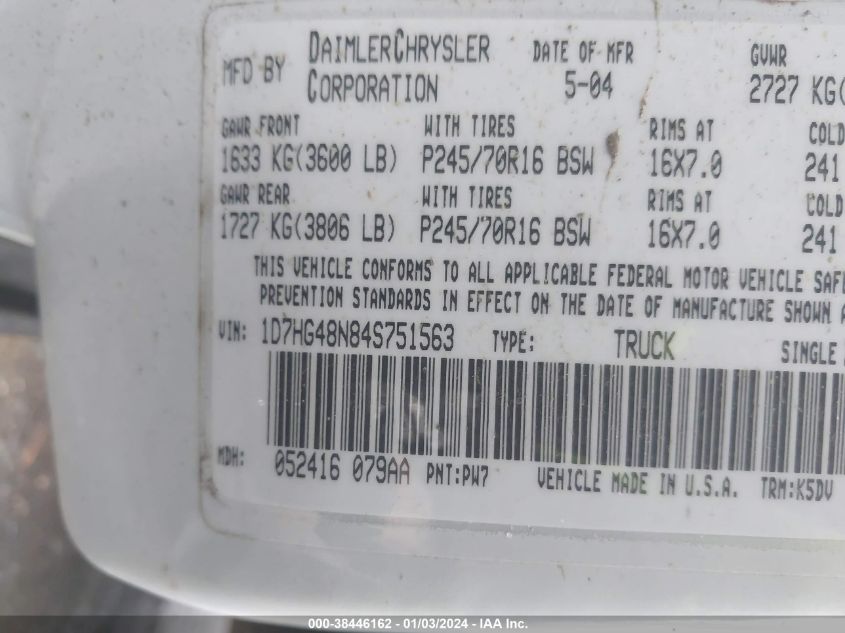 MFD BY DAIMLERCHRYSLER CORPORATION DATE OF MFR 5-04 GVWR 2727 KG(
GAWR FRONT WITH TIRES RIMS AT COLD
1633 KG(3600 LB) P245/70R16 BSW 16X7.0 241
GAWR REAR WITH TIRES RIMS AT COLD
1727 KG(3806 LB) P245/70R16 BSW 16X7.0 241
THIS VEHICLE CONFORMS TO ALL APPLICABLE FEDERAL MOTOR VEHICLE SAFE
PREVENTION STANDARDS IN EFFECT ON THE DATE OF MANUFACTURE SHOWN A
VIN: 1D7HG48N84S751563 TYPE: TRUCK SINGLE
MDH: 052416 079AA PNT:PW7 VEHICLE MADE IN U.S.A. TRM:K5DV
000-38446162 - 01/03/2024 - IAA Inc.